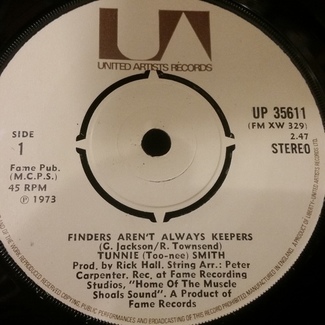 UA
UNITED ARTISTS RECORDS
UP 35611
(FM XW 329)
2.47
STEREO
SIDE
1
Fame Pub.
(M.C.P.S.)
45 RPM
Ⓟ 1973
FINDERS AREN'T ALWAYS KEEPERS
(G. Jackson/R. Townsend)
TUNNIE (Too-nee) SMITH
Prod, by Rick Hall, String Arr.: Peter
Carpenter, Rec, at Fame Recording
Studios, "Home Of The Muscle
Shoals Sound". A Product of
Fame Records